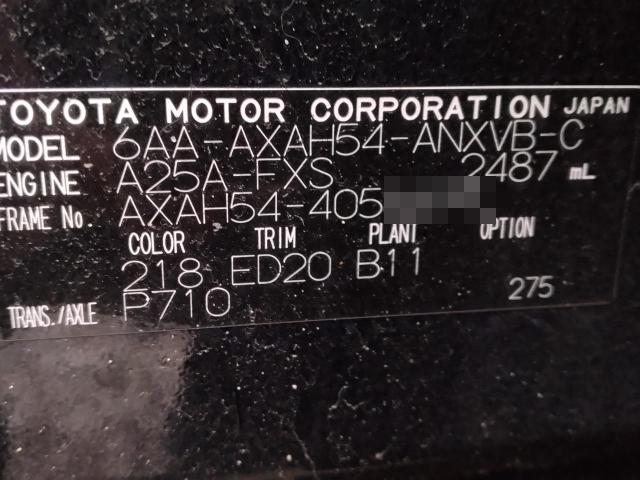 TOYOTA MOTOR CORPORATION JAPAN
MODEL 6AA-AXAH54-ANXVB-C
ENGINE A25A-FXS 2487 mL
FRAME No. AXAH54-405
COLOR TRIM PLANT OPTION
218 ED20 B11
TRANS./AXLE P710 275